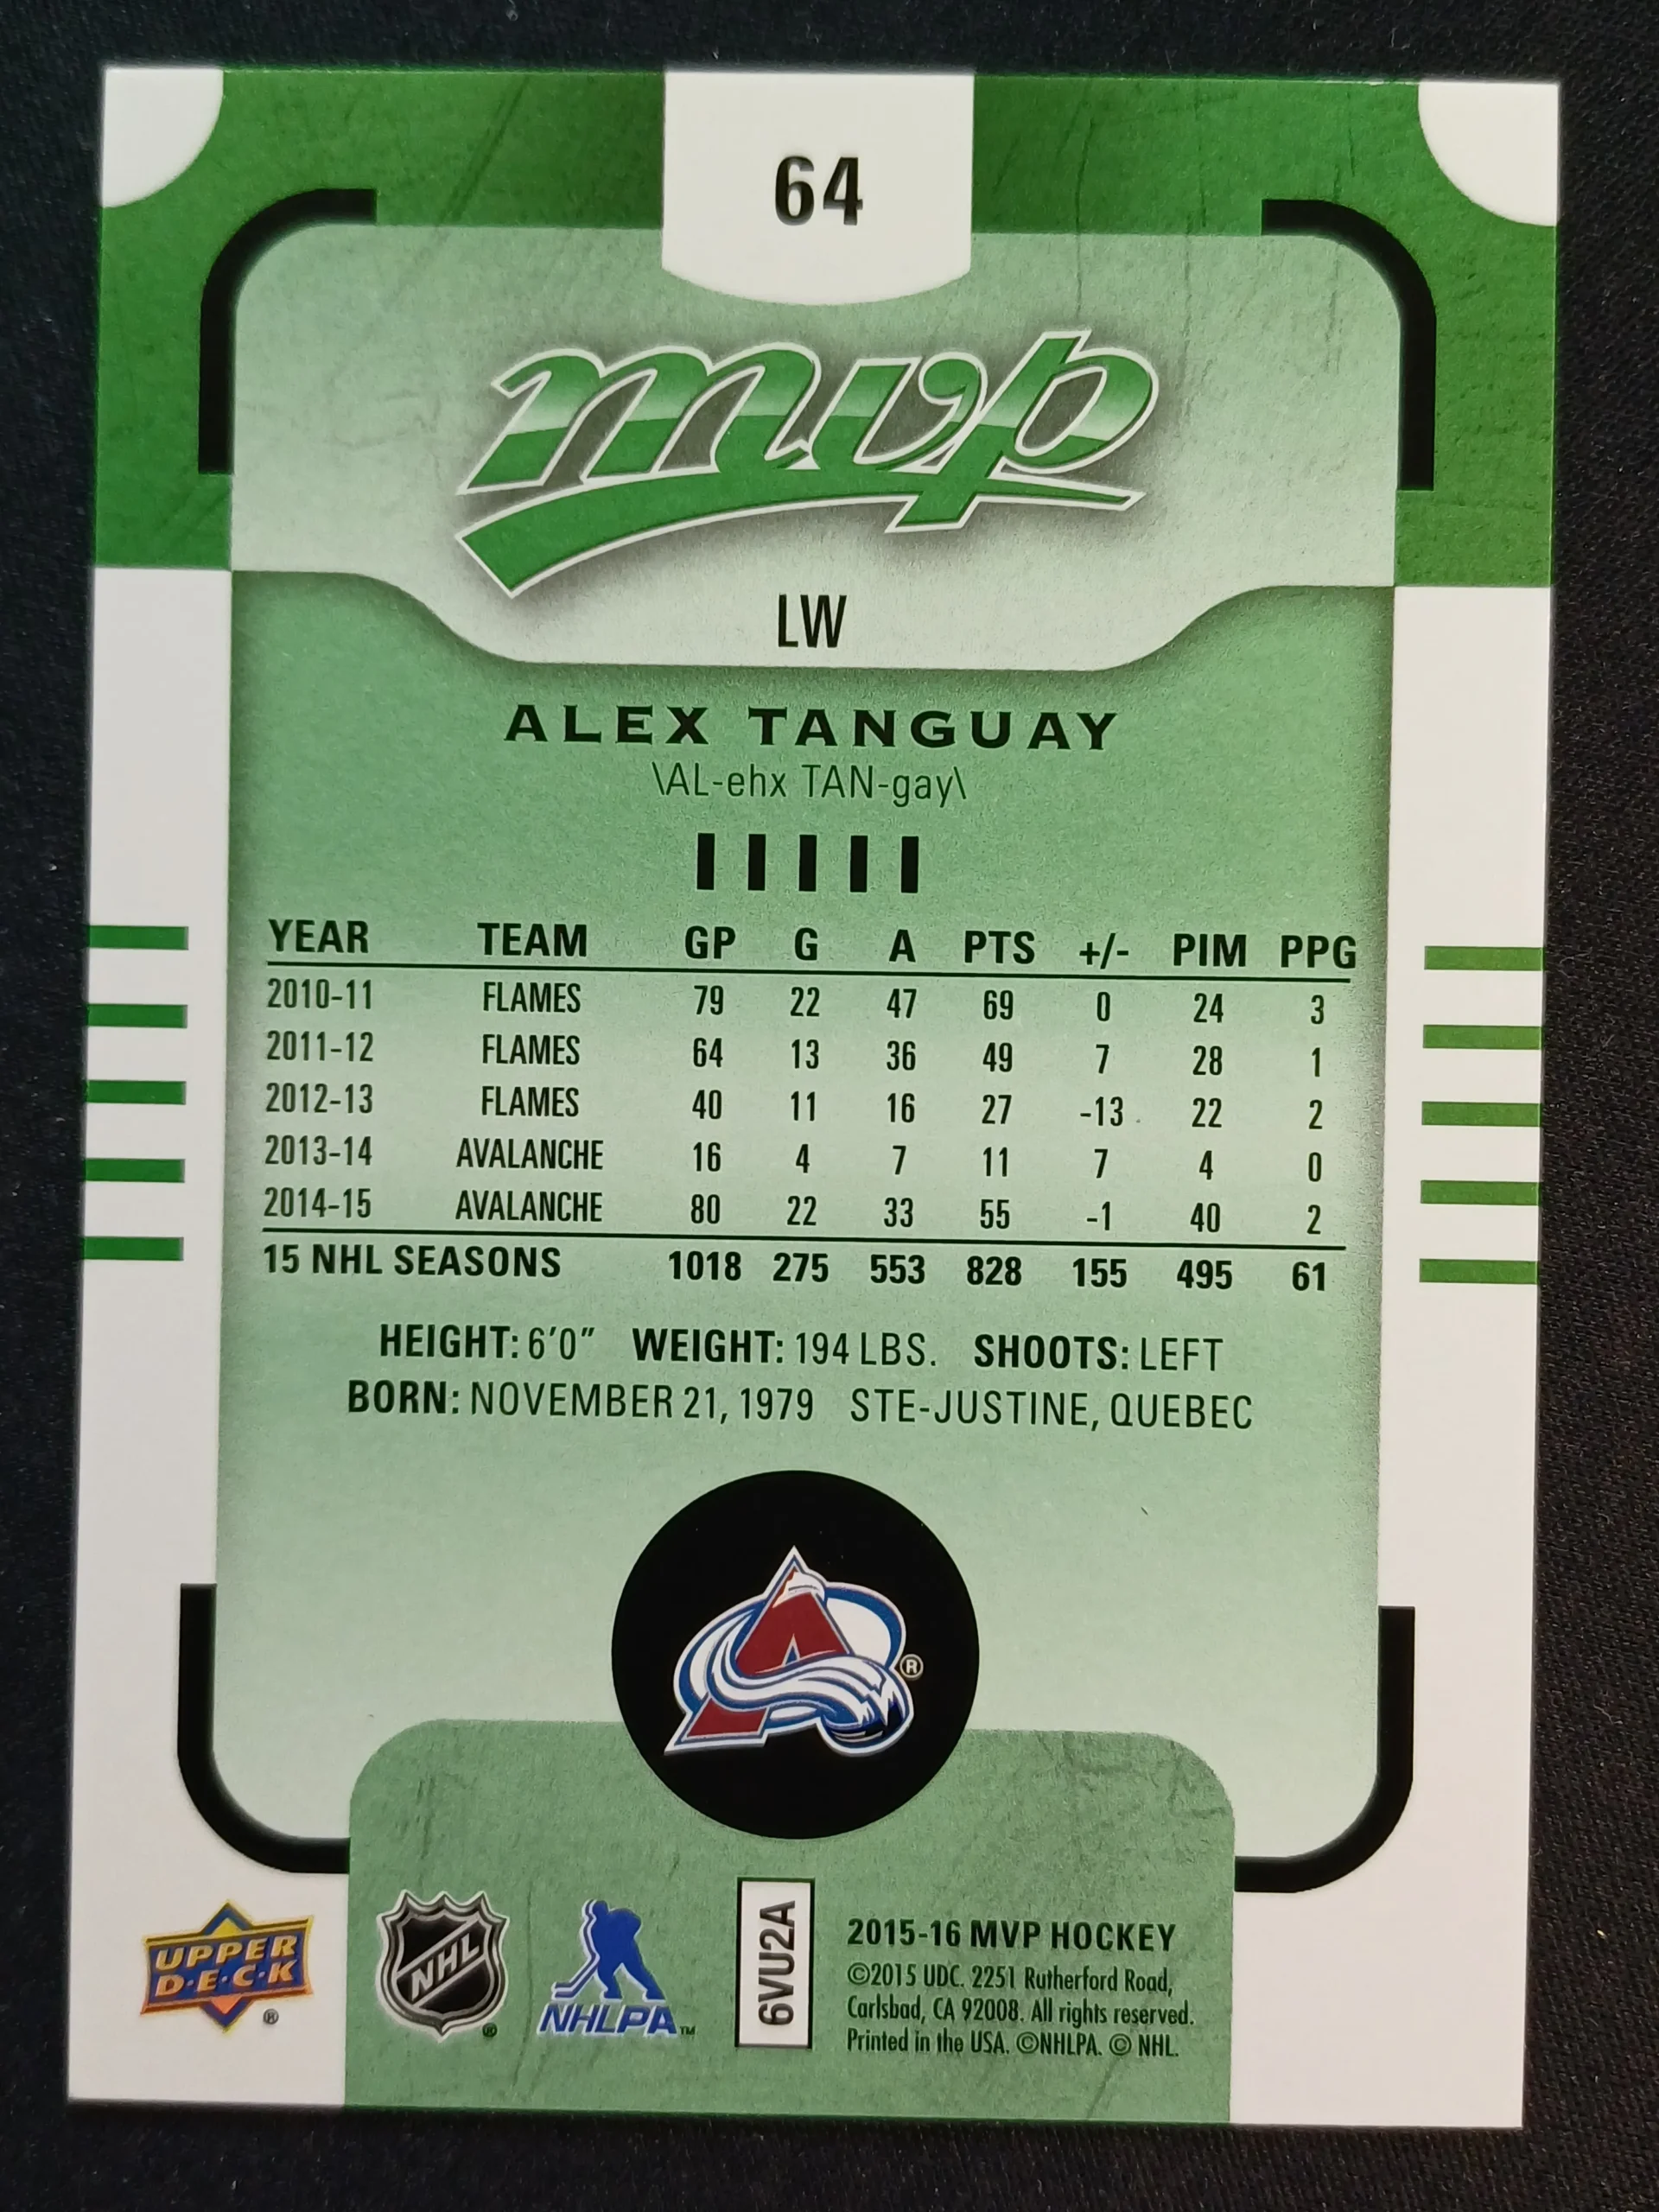 64
mvp
LW
ALEX TANGUAY
\AL-ehx TAN-gay\
YEAR TEAM GP G A PTS +/- PIM PPG
2010-11 FLAMES 79 22 47 69 0 24 3
2011-12 FLAMES 64 13 36 49 7 28 1
2012-13 FLAMES 40 11 16 27 -13 22 2
2013-14 AVALANCHE 16 4 7 11 7 4 0
2014-15 AVALANCHE 80 22 33 55 -1 40 2
15 NHL SEASONS 1018 275 553 828 155 495 61
HEIGHT: 6'0" WEIGHT: 194 LBS. SHOOTS: LEFT
BORN: NOVEMBER 21, 1979 STE-JUSTINE, QUEBEC
A ®
UPPER
D·E·C·K
®
NHL ®
NHLPA™
6VU2A
2015-16 MVP HOCKEY
©2015 UDC. 2251 Rutherford Road,
Carlsbad, CA 92008. All rights reserved.
Printed in the USA. ©NHLPA. © NHL.